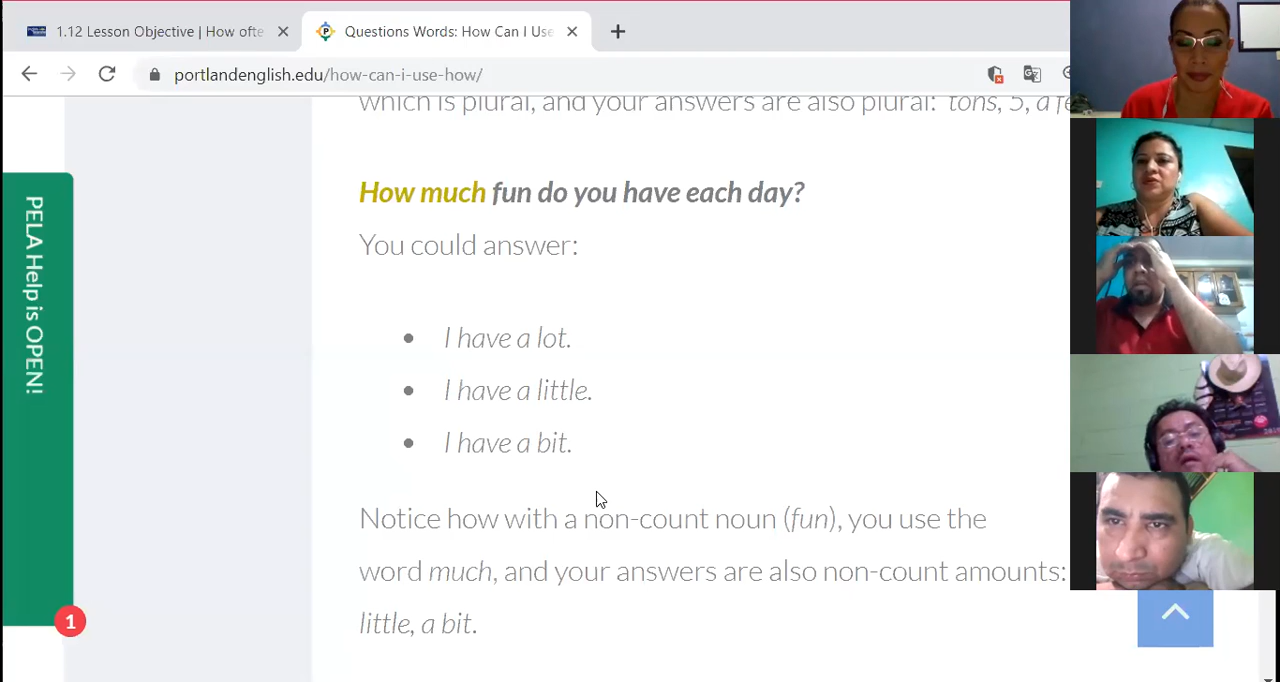 1.12 Lesson Objective | How ofte
Questions Words: How Can I Use
portlandenglish.edu/how-can-i-use-how/
which is plural, and your answers are also plural: tons, 5, a fe
How much fun do you have each day?
You could answer:
• I have a lot.
• I have a little.
• I have a bit.
Notice how with a non-count noun (fun), you use the
word much, and your answers are also non-count amounts:
little, a bit.
PELA Help is OPEN!
1